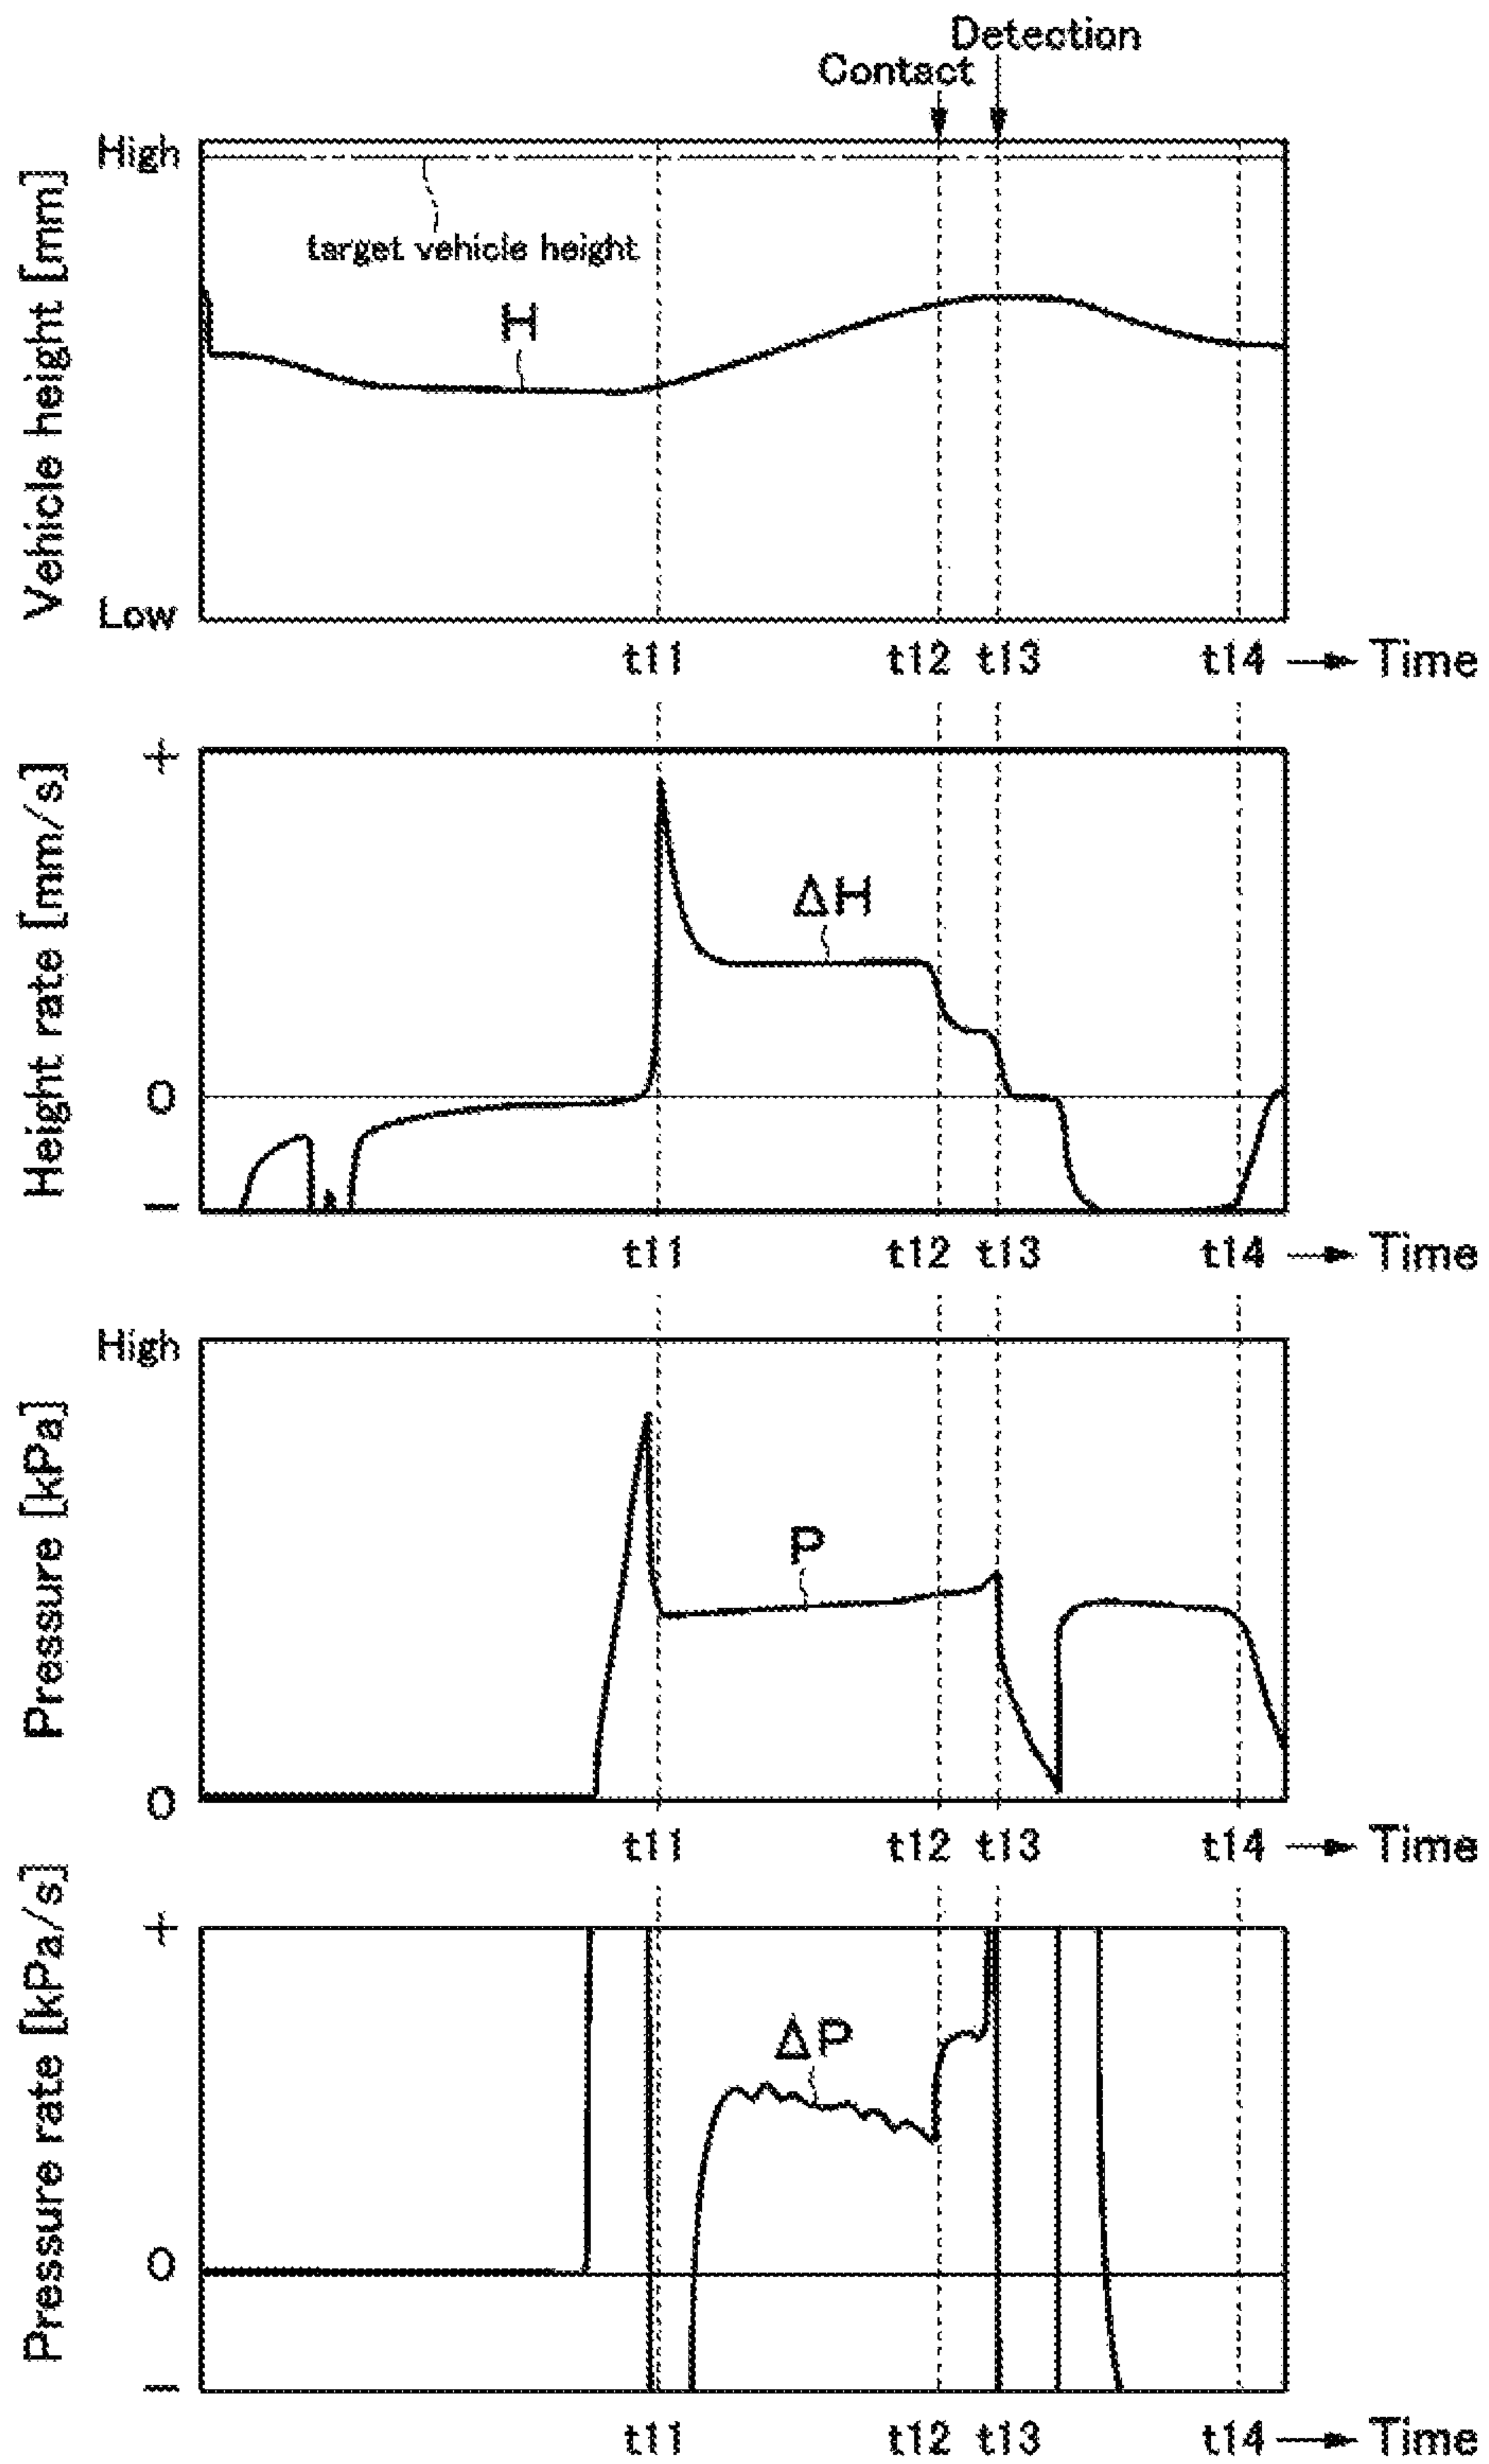 Detection
Contact
Vehicle height [mm]
High
target vehicle height
H
Low
t11 t12 t13 t14 Time
Height rate [mm/s]
+
ΔH
0
−
t11 t12 t13 t14 Time
Pressure [kPa]
High
P
0
t11 t12 t13 t14 Time
Pressure rate [kPa/s]
+
ΔP
0
−
t11 t12 t13 t14 Time